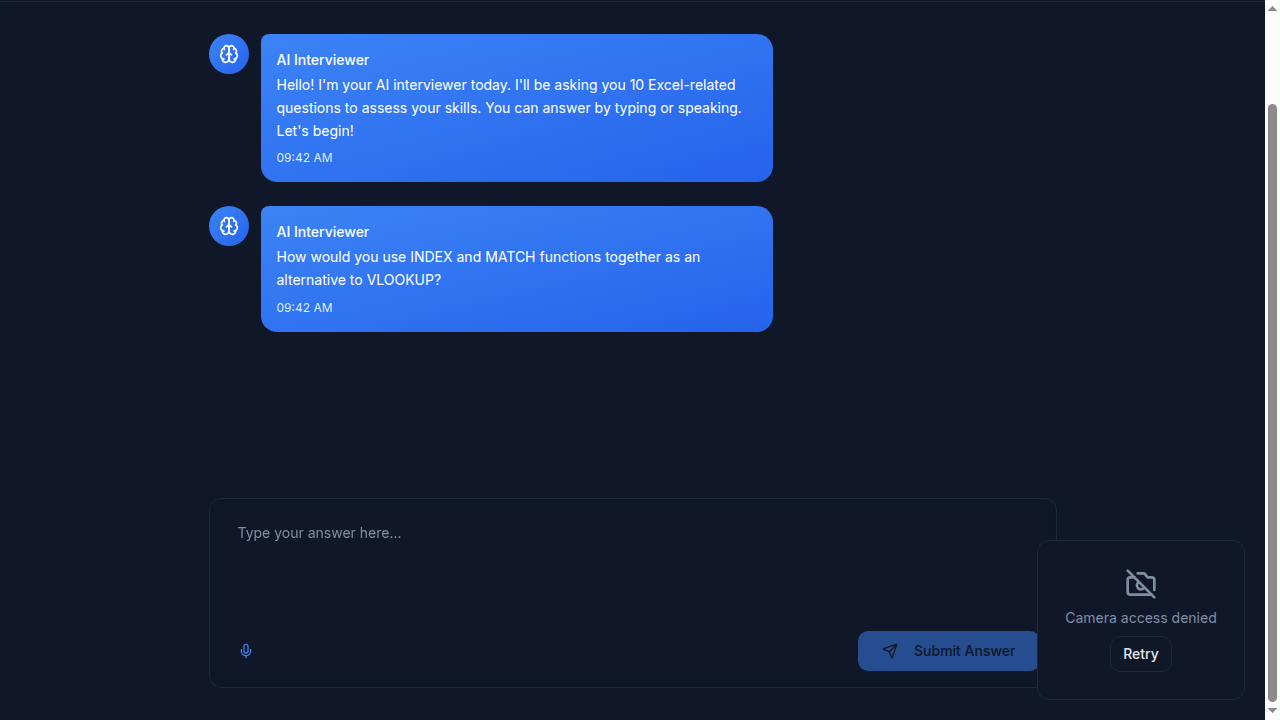 AI Interviewer
Hello! I'm your AI interviewer today. I'll be asking you 10 Excel-related
questions to assess your skills. You can answer by typing or speaking.
Let's begin!
09:42 AM
AI Interviewer
How would you use INDEX and MATCH functions together as an
alternative to VLOOKUP?
09:42 AM
Type your answer here...
Submit Answer
Camera access denied
Retry